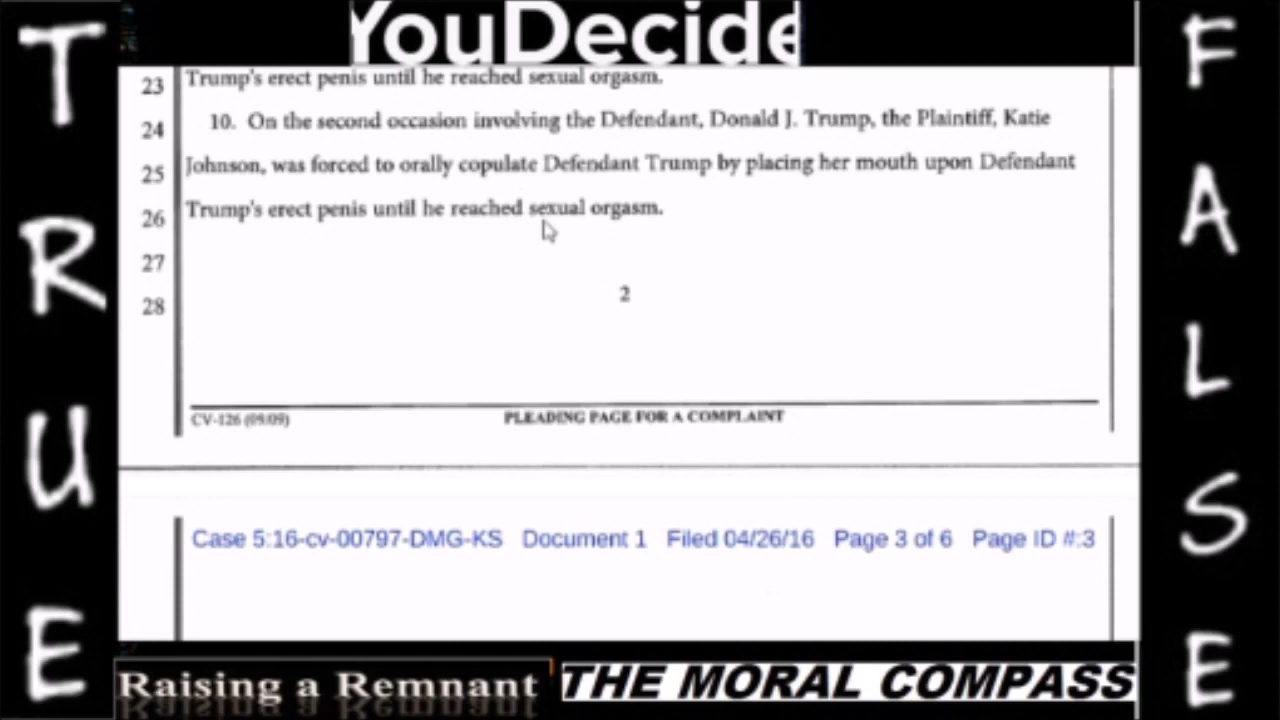 YouDecide
TRUE
FALSE
23 Trump's erect penis until he reached sexual orgasm.
24 10. On the second occasion involving the Defendant, Donald J. Trump, the Plaintiff, Katie
25 Johnson, was forced to orally copulate Defendant Trump by placing her mouth upon Defendant
26 Trump's erect penis until he reached sexual orgasm.
27
28
2
CV-126 (09/09) PLEADING PAGE FOR A COMPLAINT
Case 5:16-cv-00797-DMG-KS Document 1 Filed 04/26/16 Page 3 of 6 Page ID #:3
Raising a Remnant
THE MORAL COMPASS